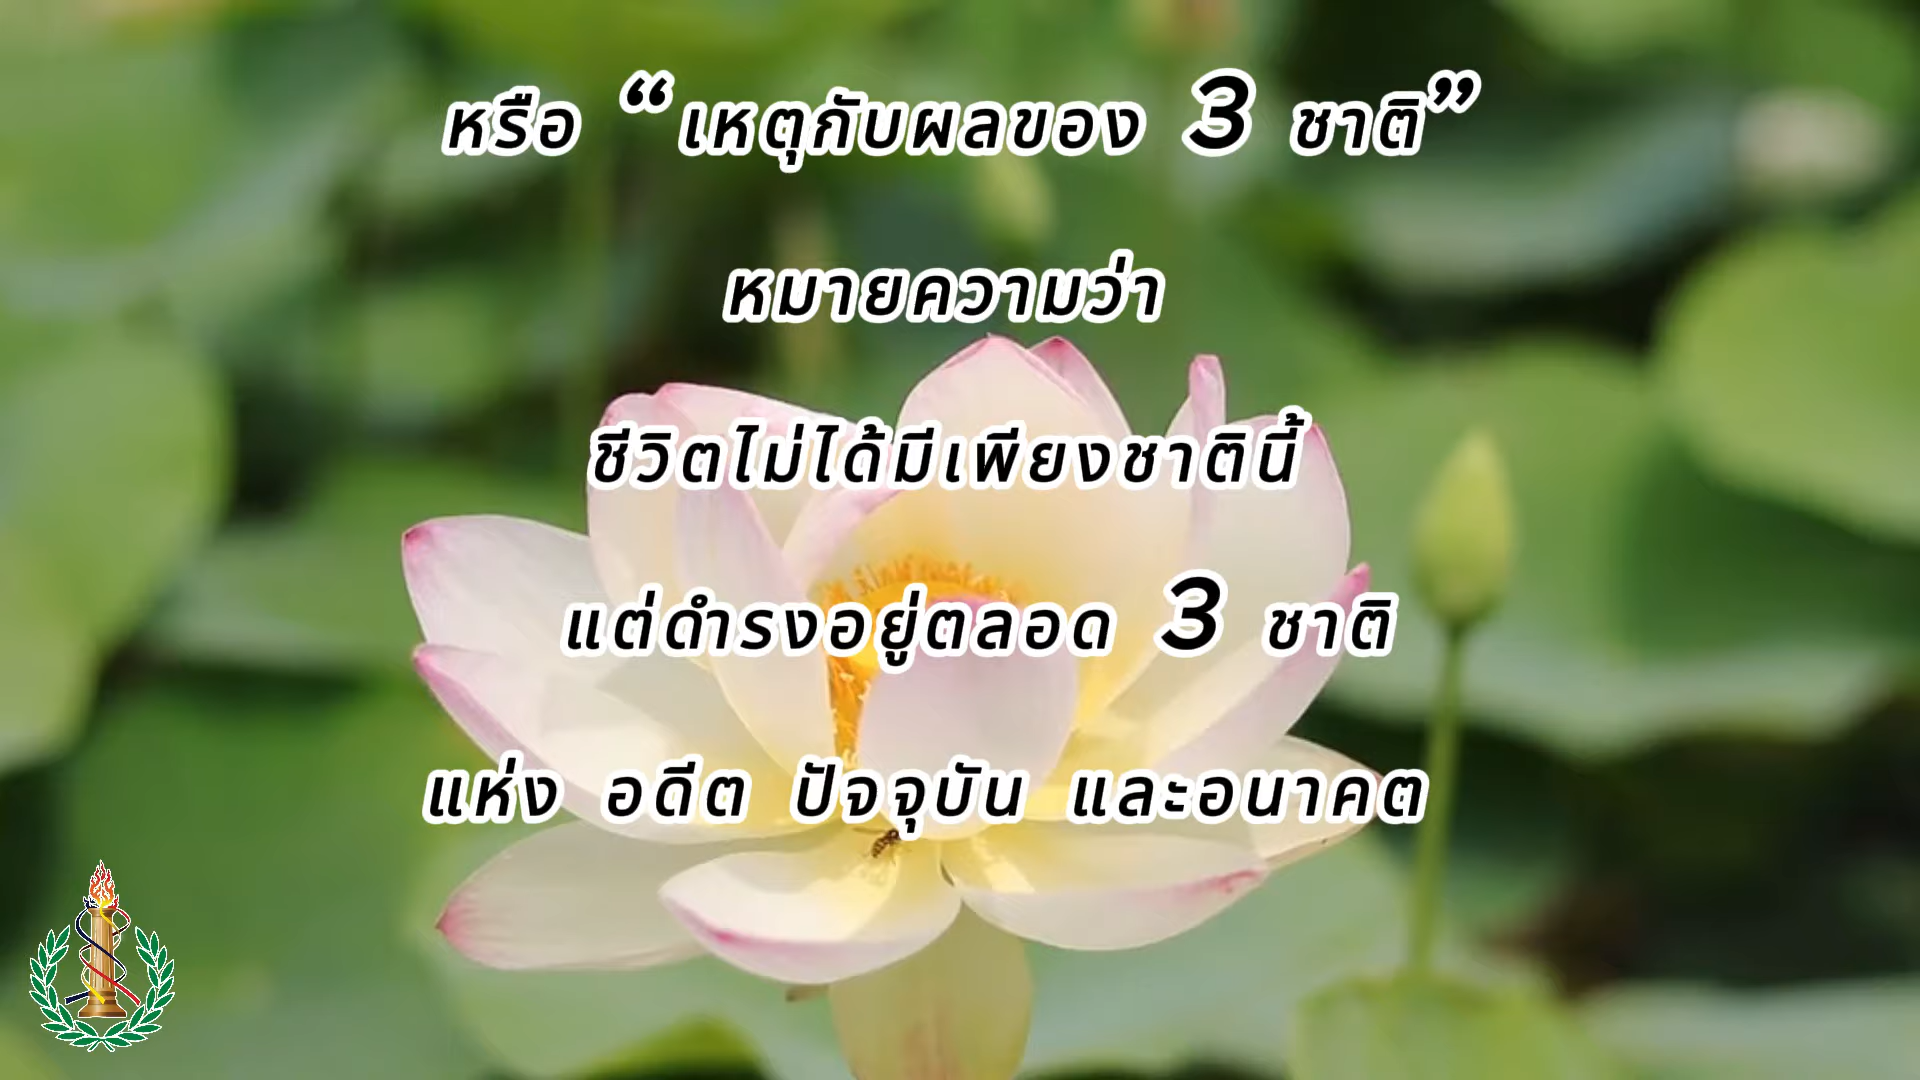 หรือ “เหตุกับผลของ 3 ชาติ”
หมายความว่า
ชีวิตไม่ได้มีเพียงชาตินี้
แต่ดำรงอยู่ตลอด 3 ชาติ
แห่ง อดีต ปัจจุบัน และอนาคต